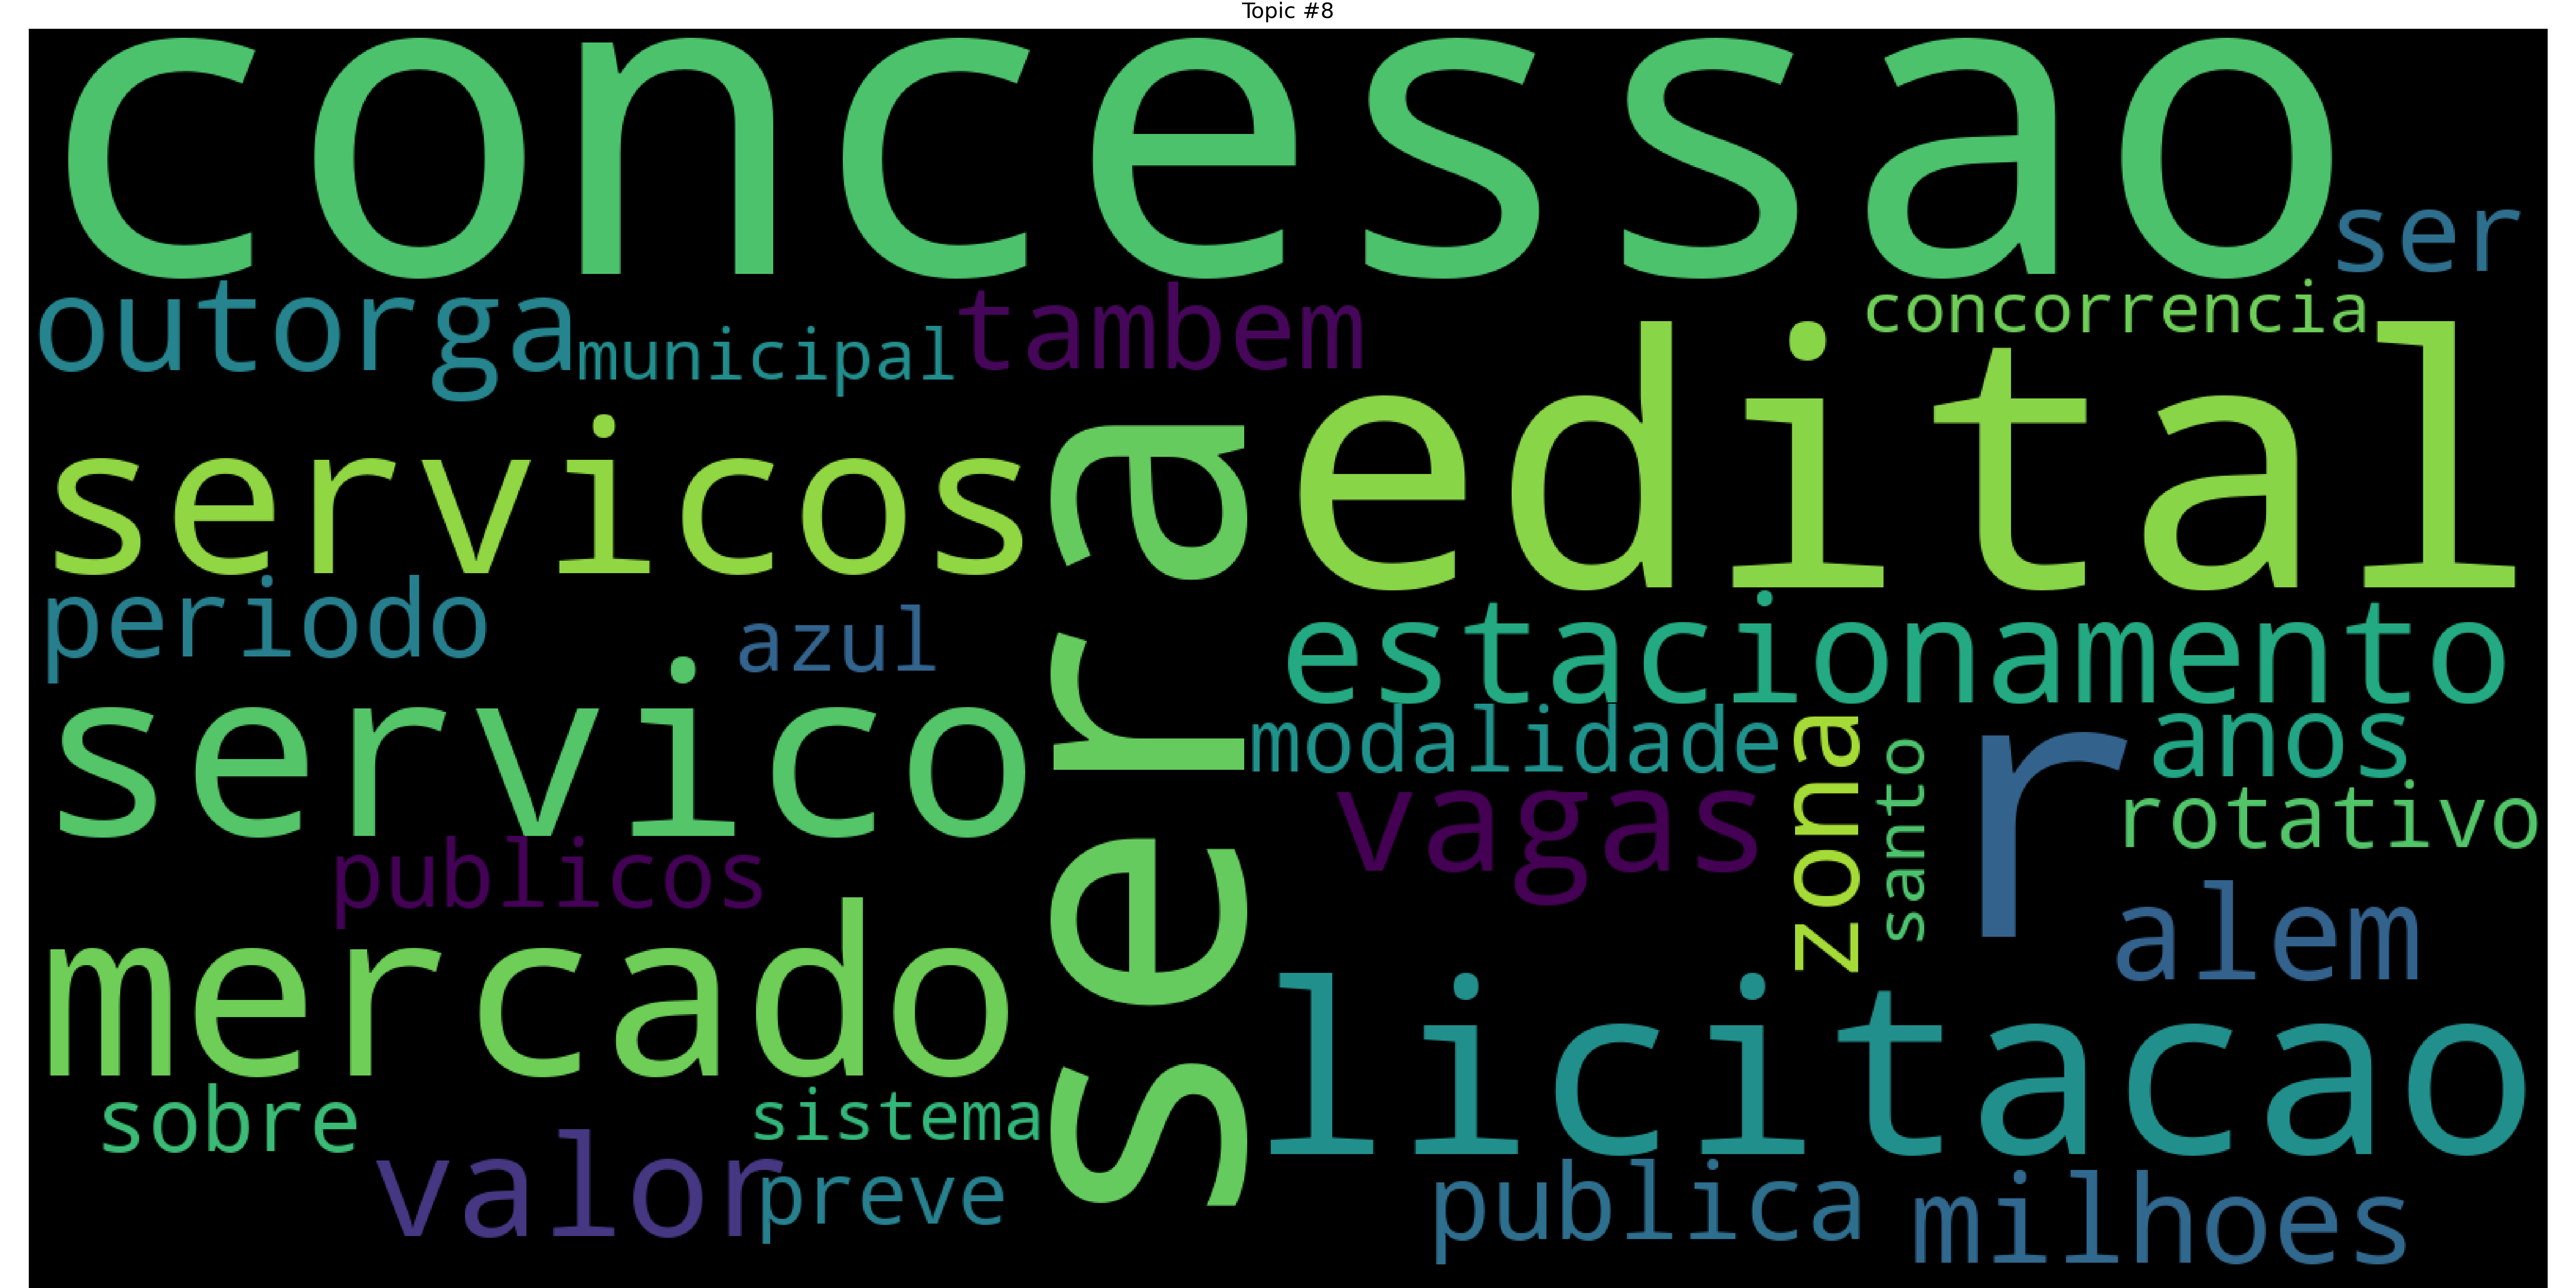 Topic #8
concessao
ser
outorga
municipal
tambem
concorrencia
edital
servicos
sera
periodo
azul
estacionamento
servico
modalidade
zona
santo
r
anos
vagas
rotativo
publicos
alem
mercado
licitacao
sobre
sistema
valor
preve
publica
milhoes